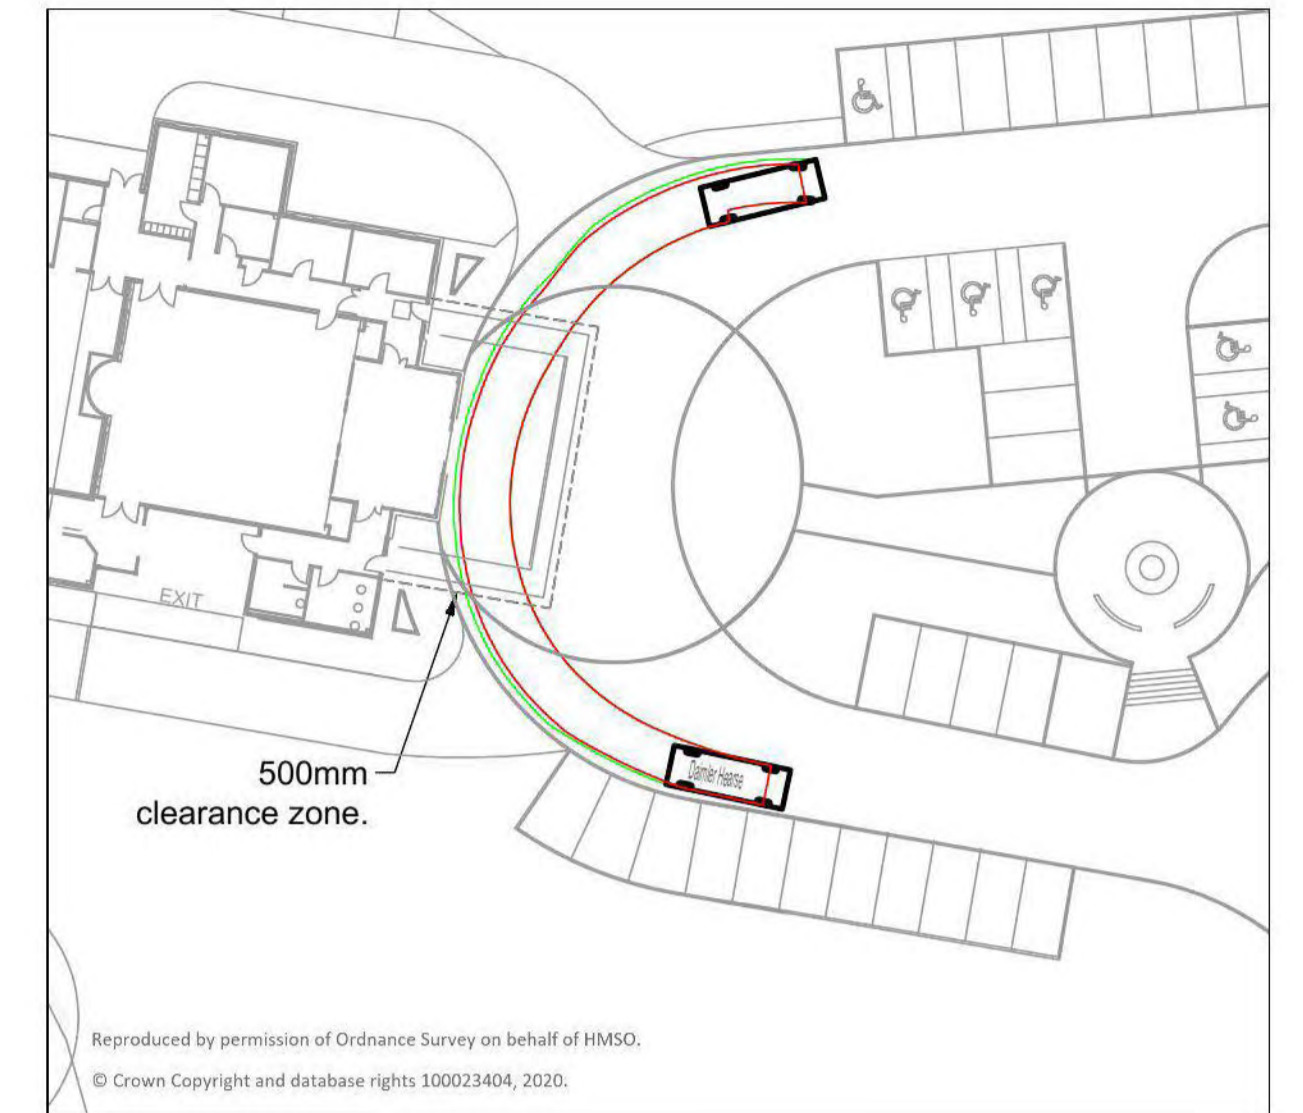 EXIT
500mm
clearance zone.
Daimler Hearse
Reproduced by permission of Ordnance Survey on behalf of HMSO.
© Crown Copyright and database rights 100023404, 2020.